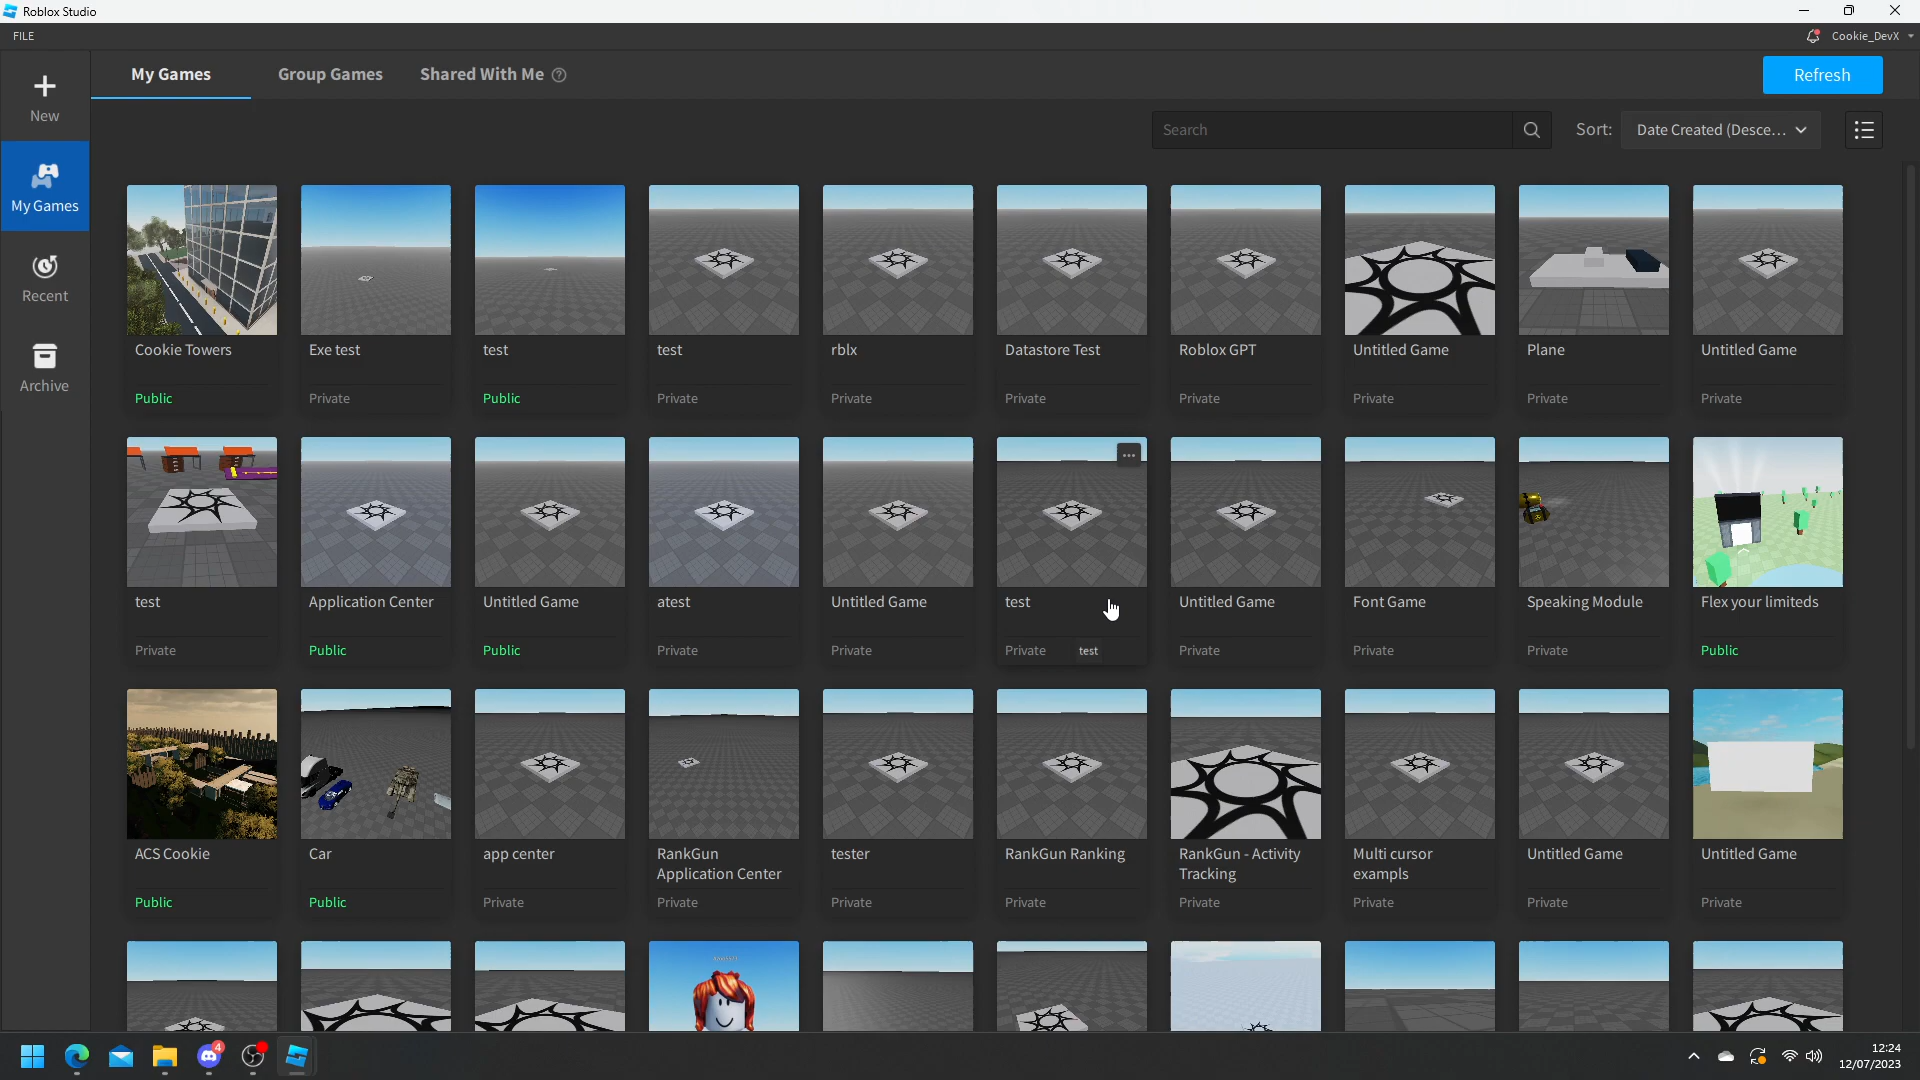 Roblox Studio
FILE
Cookie_DevX
New
My Games
Recent
Archive
My Games Group Games Shared With Me ?
Refresh
Search
Sort: Date Created (Desce...
Cookie Towers Exe test test test rblx Datastore Test Roblox GPT Untitled Game Plane Untitled Game
Public Private Public Private Private Private Private Private Private Private
...
test Application Center Untitled Game atest Untitled Game test Untitled Game Font Game Speaking Module Flex your limiteds
Private Public Public Private Private Private test Private Private Private Public
ACS Cookie Car app center RankGun tester RankGun Ranking RankGun - Activity Multi cursor Untitled Game Untitled Game
Application Center Tracking exampls
Public Public Private Private Private Private Private Private Private Private
4
12:24
12/07/2023